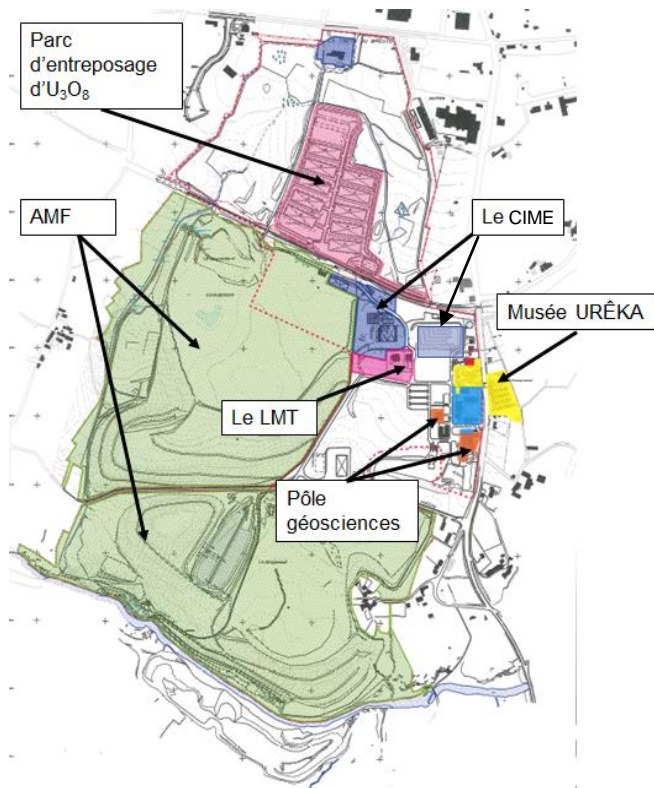 Parc
d'entreposage
d'U₃O₈
AMF
Le CIME
Musée URÊKA
Le LMT
Pôle
géosciences